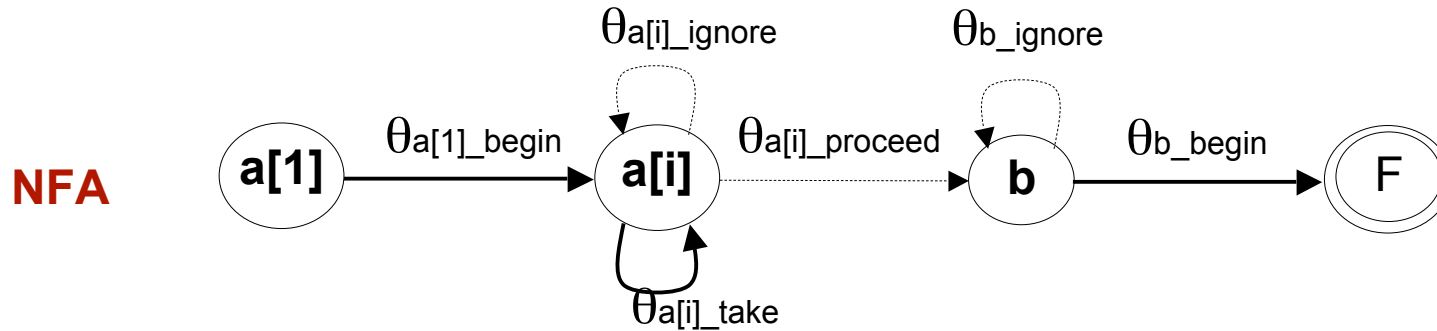 θa[i]_ignore
θb_ignore
θa[1]_begin
θa[i]_proceed
θb_begin
NFA
a[1]
a[i]
b
F
θa[i]_take